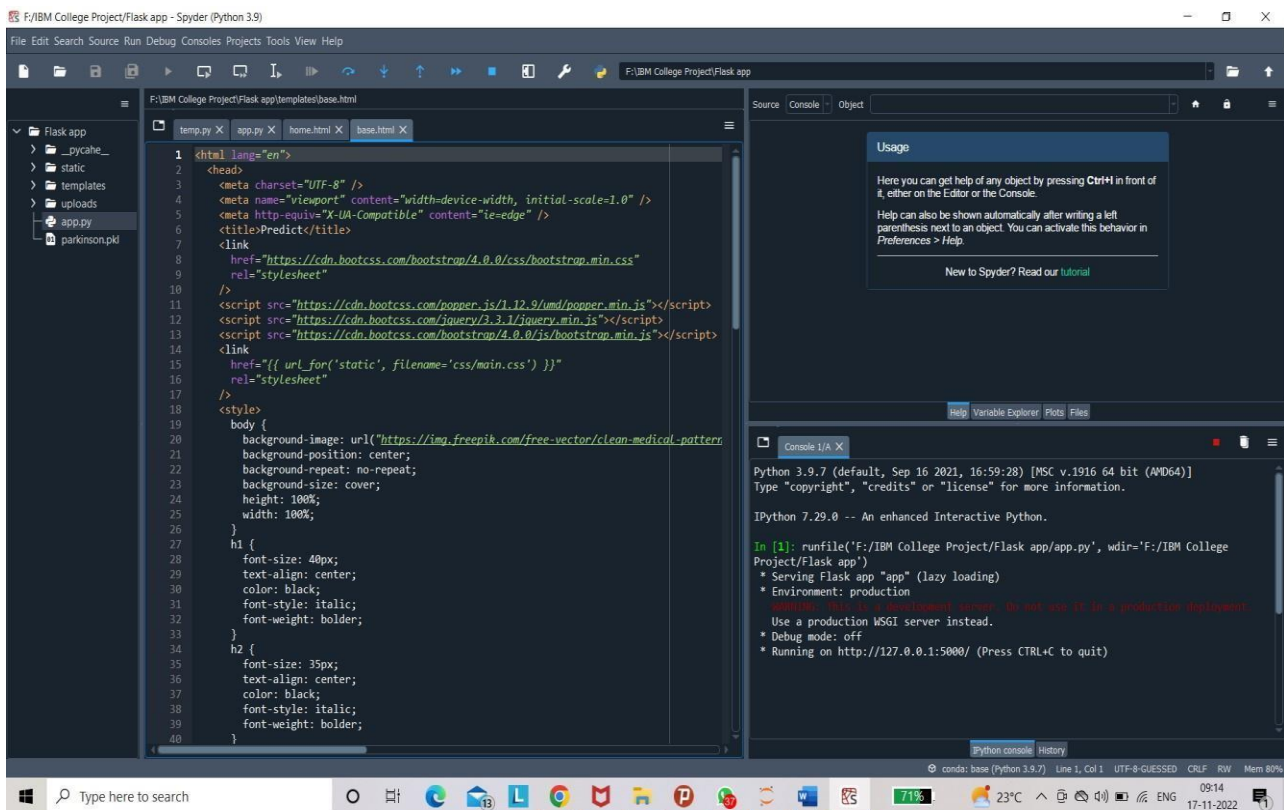 F:/IBM College Project/Flask app - Spyder (Python 3.9)
File Edit Search Source Run Debug Consoles Projects Tools View Help
F:\IBM College Project\Flask app
Flask app
_pycahe_
static
templates
uploads
app.py
parkinson.pkl
F:\IBM College Project\Flask app\templates\base.html
temp.py X app.py X home.html X base.html X
1 <html lang="en">
2 <head>
3 <meta charset="UTF-8" />
4 <meta name="viewport" content="width=device-width, initial-scale=1.0" />
5 <meta http-equiv="X-UA-Compatible" content="ie=edge" />
6 <title>Predict</title>
7 <link
8 href="https://cdn.bootcss.com/bootstrap/4.0.0/css/bootstrap.min.css"
9 rel="stylesheet"
10 />
11 <script src="https://cdn.bootcss.com/popper.js/1.12.9/umd/popper.min.js"></script>
12 <script src="https://cdn.bootcss.com/jquery/3.3.1/jquery.min.js"></script>
13 <script src="https://cdn.bootcss.com/bootstrap/4.0.0/js/bootstrap.min.js"></script>
14 <link
15 href="{{ url_for('static', filename='css/main.css') }}"
16 rel="stylesheet"
17 />
18 <style>
19 body {
20 background-image: url("https://img.freepik.com/free-vector/clean-medical-pattern
21 background-position: center;
22 background-repeat: no-repeat;
23 background-size: cover;
24 height: 100%;
25 width: 100%;
26 }
27 h1 {
28 font-size: 40px;
29 text-align: center;
30 color: black;
31 font-style: italic;
32 font-weight: bolder;
33 }
34 h2 {
35 font-size: 35px;
36 text-align: center;
37 color: black;
38 font-style: italic;
39 font-weight: bolder;
40 }
Source Console Object
Usage
Here you can get help of any object by pressing Ctrl+I in front of
it, either on the Editor or the Console.
Help can also be shown automatically after writing a left
parenthesis next to an object. You can activate this behavior in
Preferences > Help.
New to Spyder? Read our tutorial
Help Variable Explorer Plots Files
Console 1/A X
Python 3.9.7 (default, Sep 16 2021, 16:59:28) [MSC v.1916 64 bit (AMD64)]
Type "copyright", "credits" or "license" for more information.
IPython 7.29.0 -- An enhanced Interactive Python.
In [1]: runfile('F:/IBM College Project/Flask app/app.py', wdir='F:/IBM College
Project/Flask app')
* Serving Flask app "app" (lazy loading)
* Environment: production
WARNING: This is a development server. Do not use it in a production deployment.
Use a production WSGI server instead.
* Debug mode: off
* Running on http://127.0.0.1:5000/ (Press CTRL+C to quit)
IPython console History
conda: base (Python 3.9.7) Line 1, Col 1 UTF-8-GUESSED CRLF RW Mem 80%
Type here to search
13
37
71%
23°C
ENG
09:14
17-11-2022